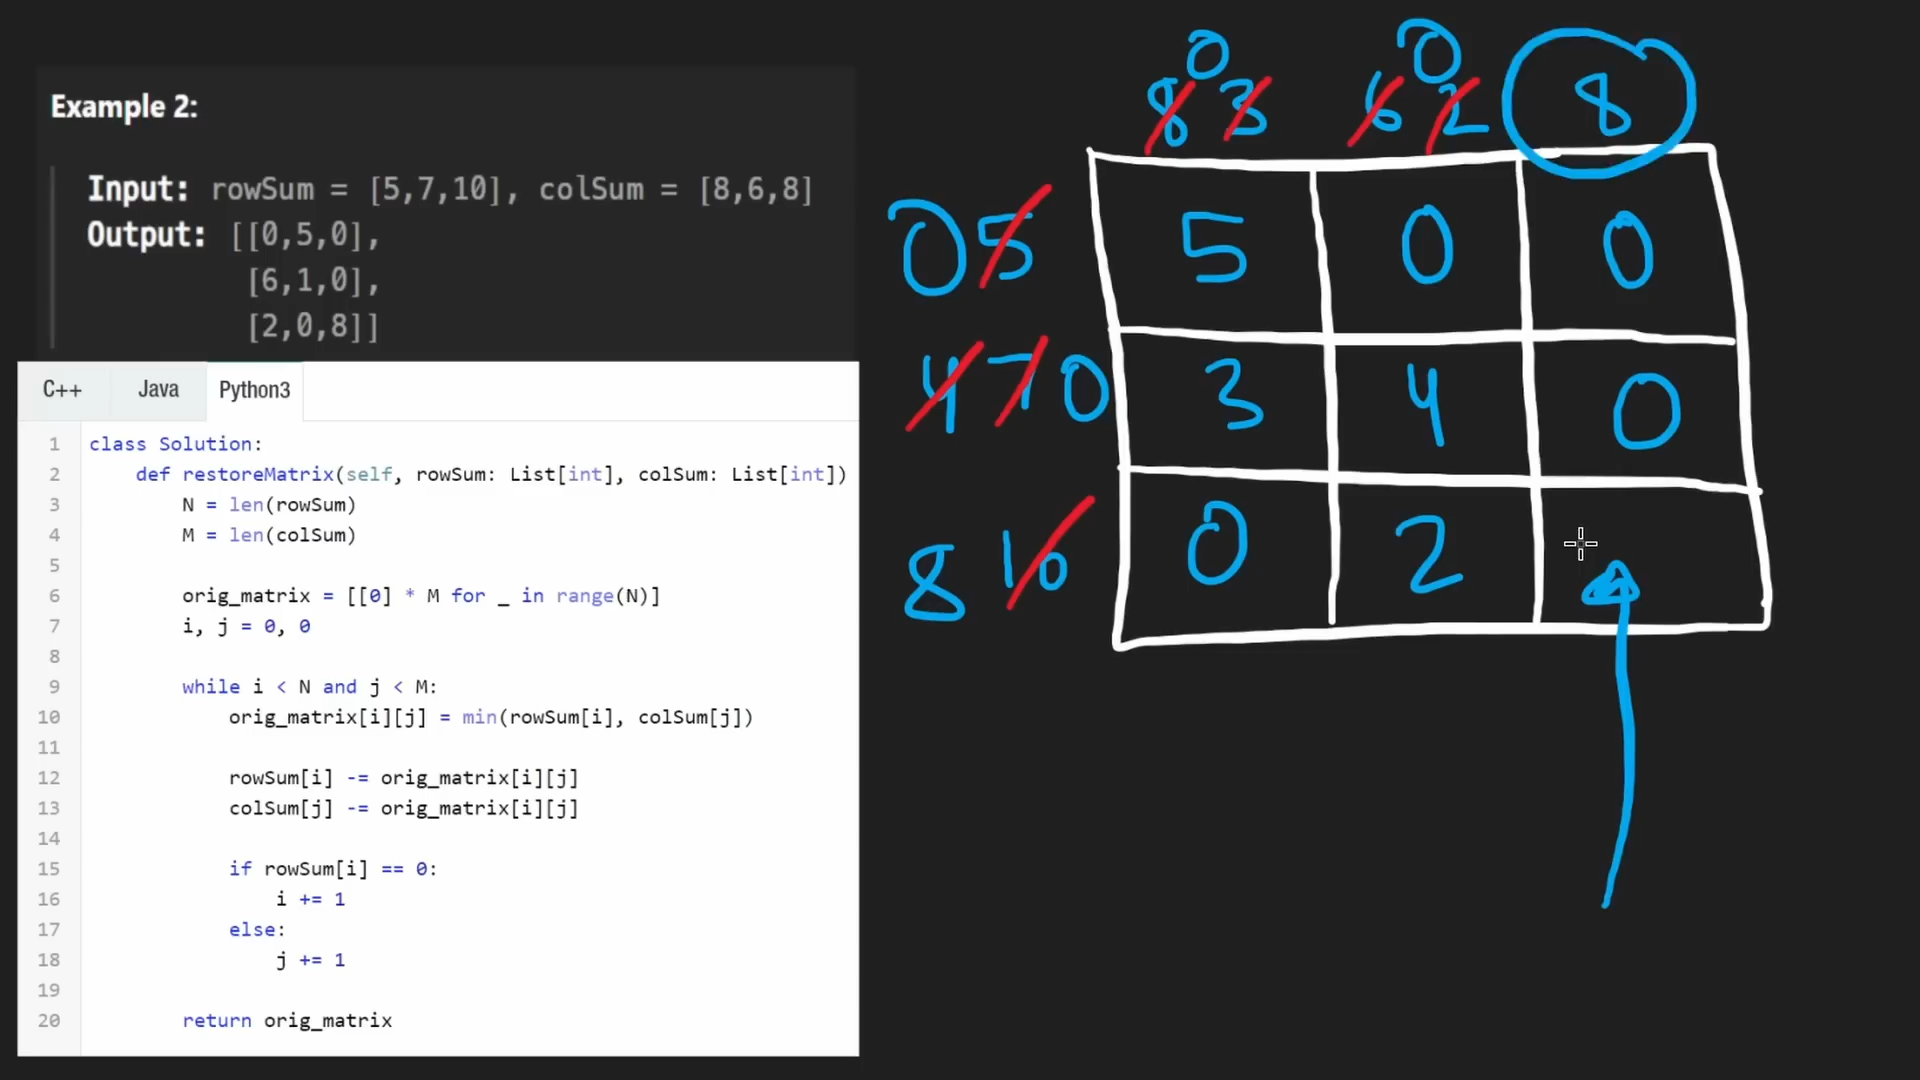 Example 2:
Input: rowSum = [5,7,10], colSum = [8,6,8]
Output: [[0,5,0],
[6,1,0],
[2,0,8]]
C++ Java Python3
1 class Solution:
2 def restoreMatrix(self, rowSum: List[int], colSum: List[int])
3 N = len(rowSum)
4 M = len(colSum)
5
6 orig_matrix = [[0] * M for _ in range(N)]
7 i, j = 0, 0
8
9 while i < N and j < M:
10 orig_matrix[i][j] = min(rowSum[i], colSum[j])
11
12 rowSum[i] -= orig_matrix[i][j]
13 colSum[j] -= orig_matrix[i][j]
14
15 if rowSum[i] == 0:
16 i += 1
17 else:
18 j += 1
19
20 return orig_matrix
0 0
8 3 6 2 8
0 5 5 0 0
4 7 0 3 4 0
8 10 0 2